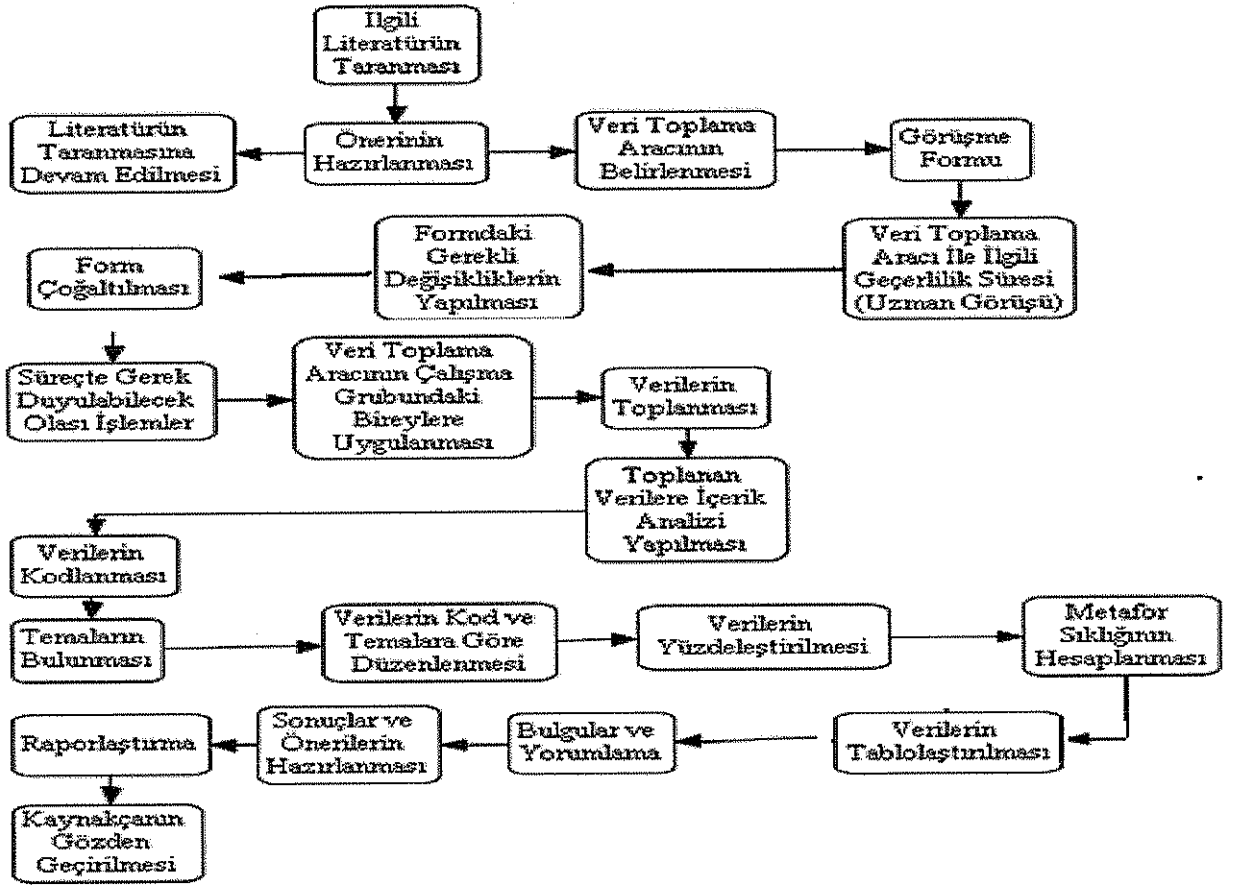 İlgili
Literatürün
Taranması
Literatürün
Taranmasına
Devam Edilmesi
Önerinin
Hazırlanması
Veri Toplama
Aracının
Belirlenmesi
Görüşme
Formu
Veri Toplama
Aracı İle İlgili
Geçerlilik Süresi
(Uzman Görüşü)
Formdaki
Gerekli
Değişikliklerin
Yapılması
Form
Çoğaltılması
Süreçte Gerek
Duyulabilecek
Olası İşlemler
Veri Toplama
Aracının Çalışma
Grubundaki
Bireylere
Uygulanması
Verilerin
Toplanması
Toplanan
Verilere İçerik
Analizi
Yapılması
Verilerin
Kodlanması
Temaların
Bulunması
Verilerin Kod ve
Temalara Göre
Düzenlenmesi
Verilerin
Yüzdeleştirilmesi
Metafor
Sıklığının
Hesaplanması
Verilerin
Tablolaştırılması
Bulgular ve
Yorumlama
Sonuçlar ve
Önerilerin
Hazırlanması
Raporlaştırma
Kaynakçanın
Gözden
Geçirilmesi